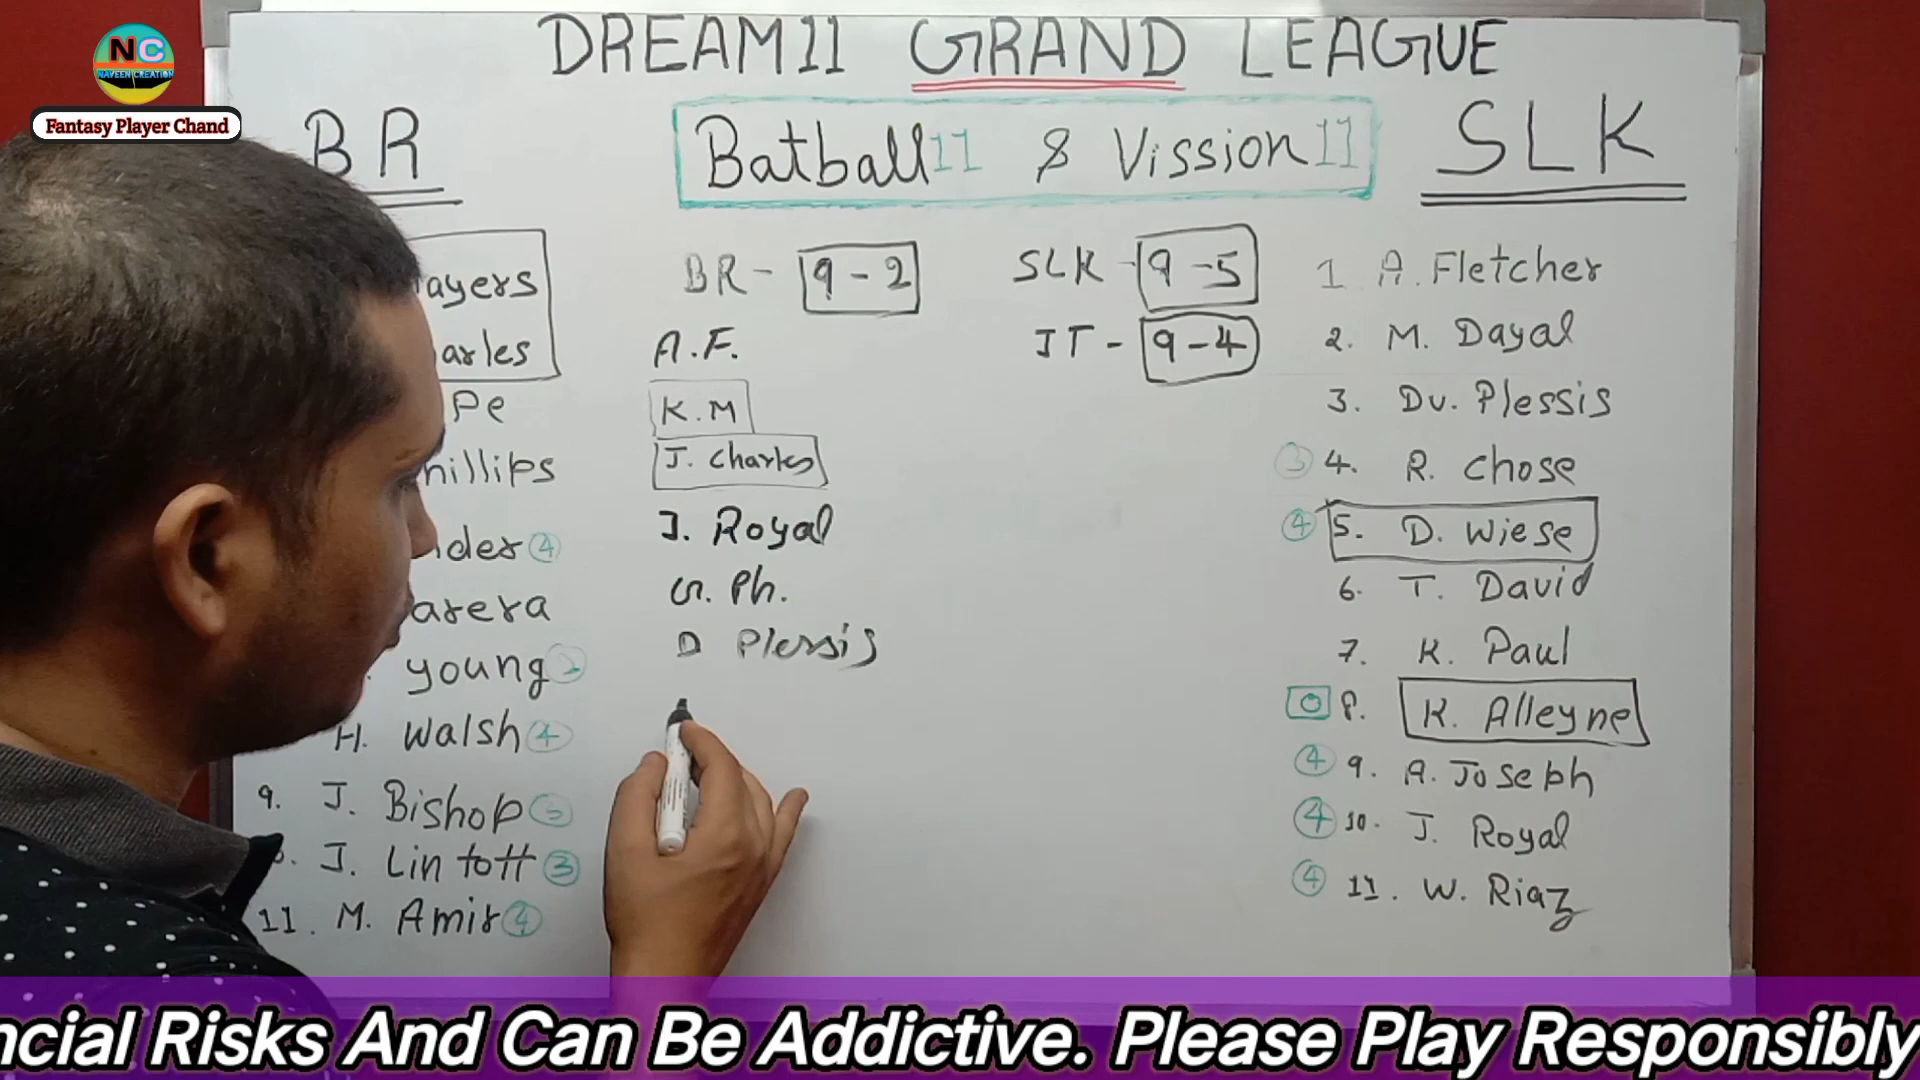 NC
NAVEEN CREATION
Fantasy Player Chand
DREAM11 GRAND LEAGUE
BR
Batball11 & Vission11
SLK
ayers
arles
Pe
hillips
nder 4
arera
young 2
H. Walsh 4
9. J. Bishop
J. Lintott 3
11. M. Amir 4
BR - 9-2
A.F.
K.M
J. Charles
J. Royal
G. Ph.
D Plessis
SLK - 9-5
JT - 9-4
1 A. Fletcher
2. M. Dayal
3. Du. Plessis
3 4. R. Chose
4 5. D. Wiese
6. T. David
7. K. Paul
0 8. K. Alleyne
4 9. A. Joseph
4 10. J. Royal
4 11. W. Riaz
ncial Risks And Can Be Addictive. Please Play Responsibly